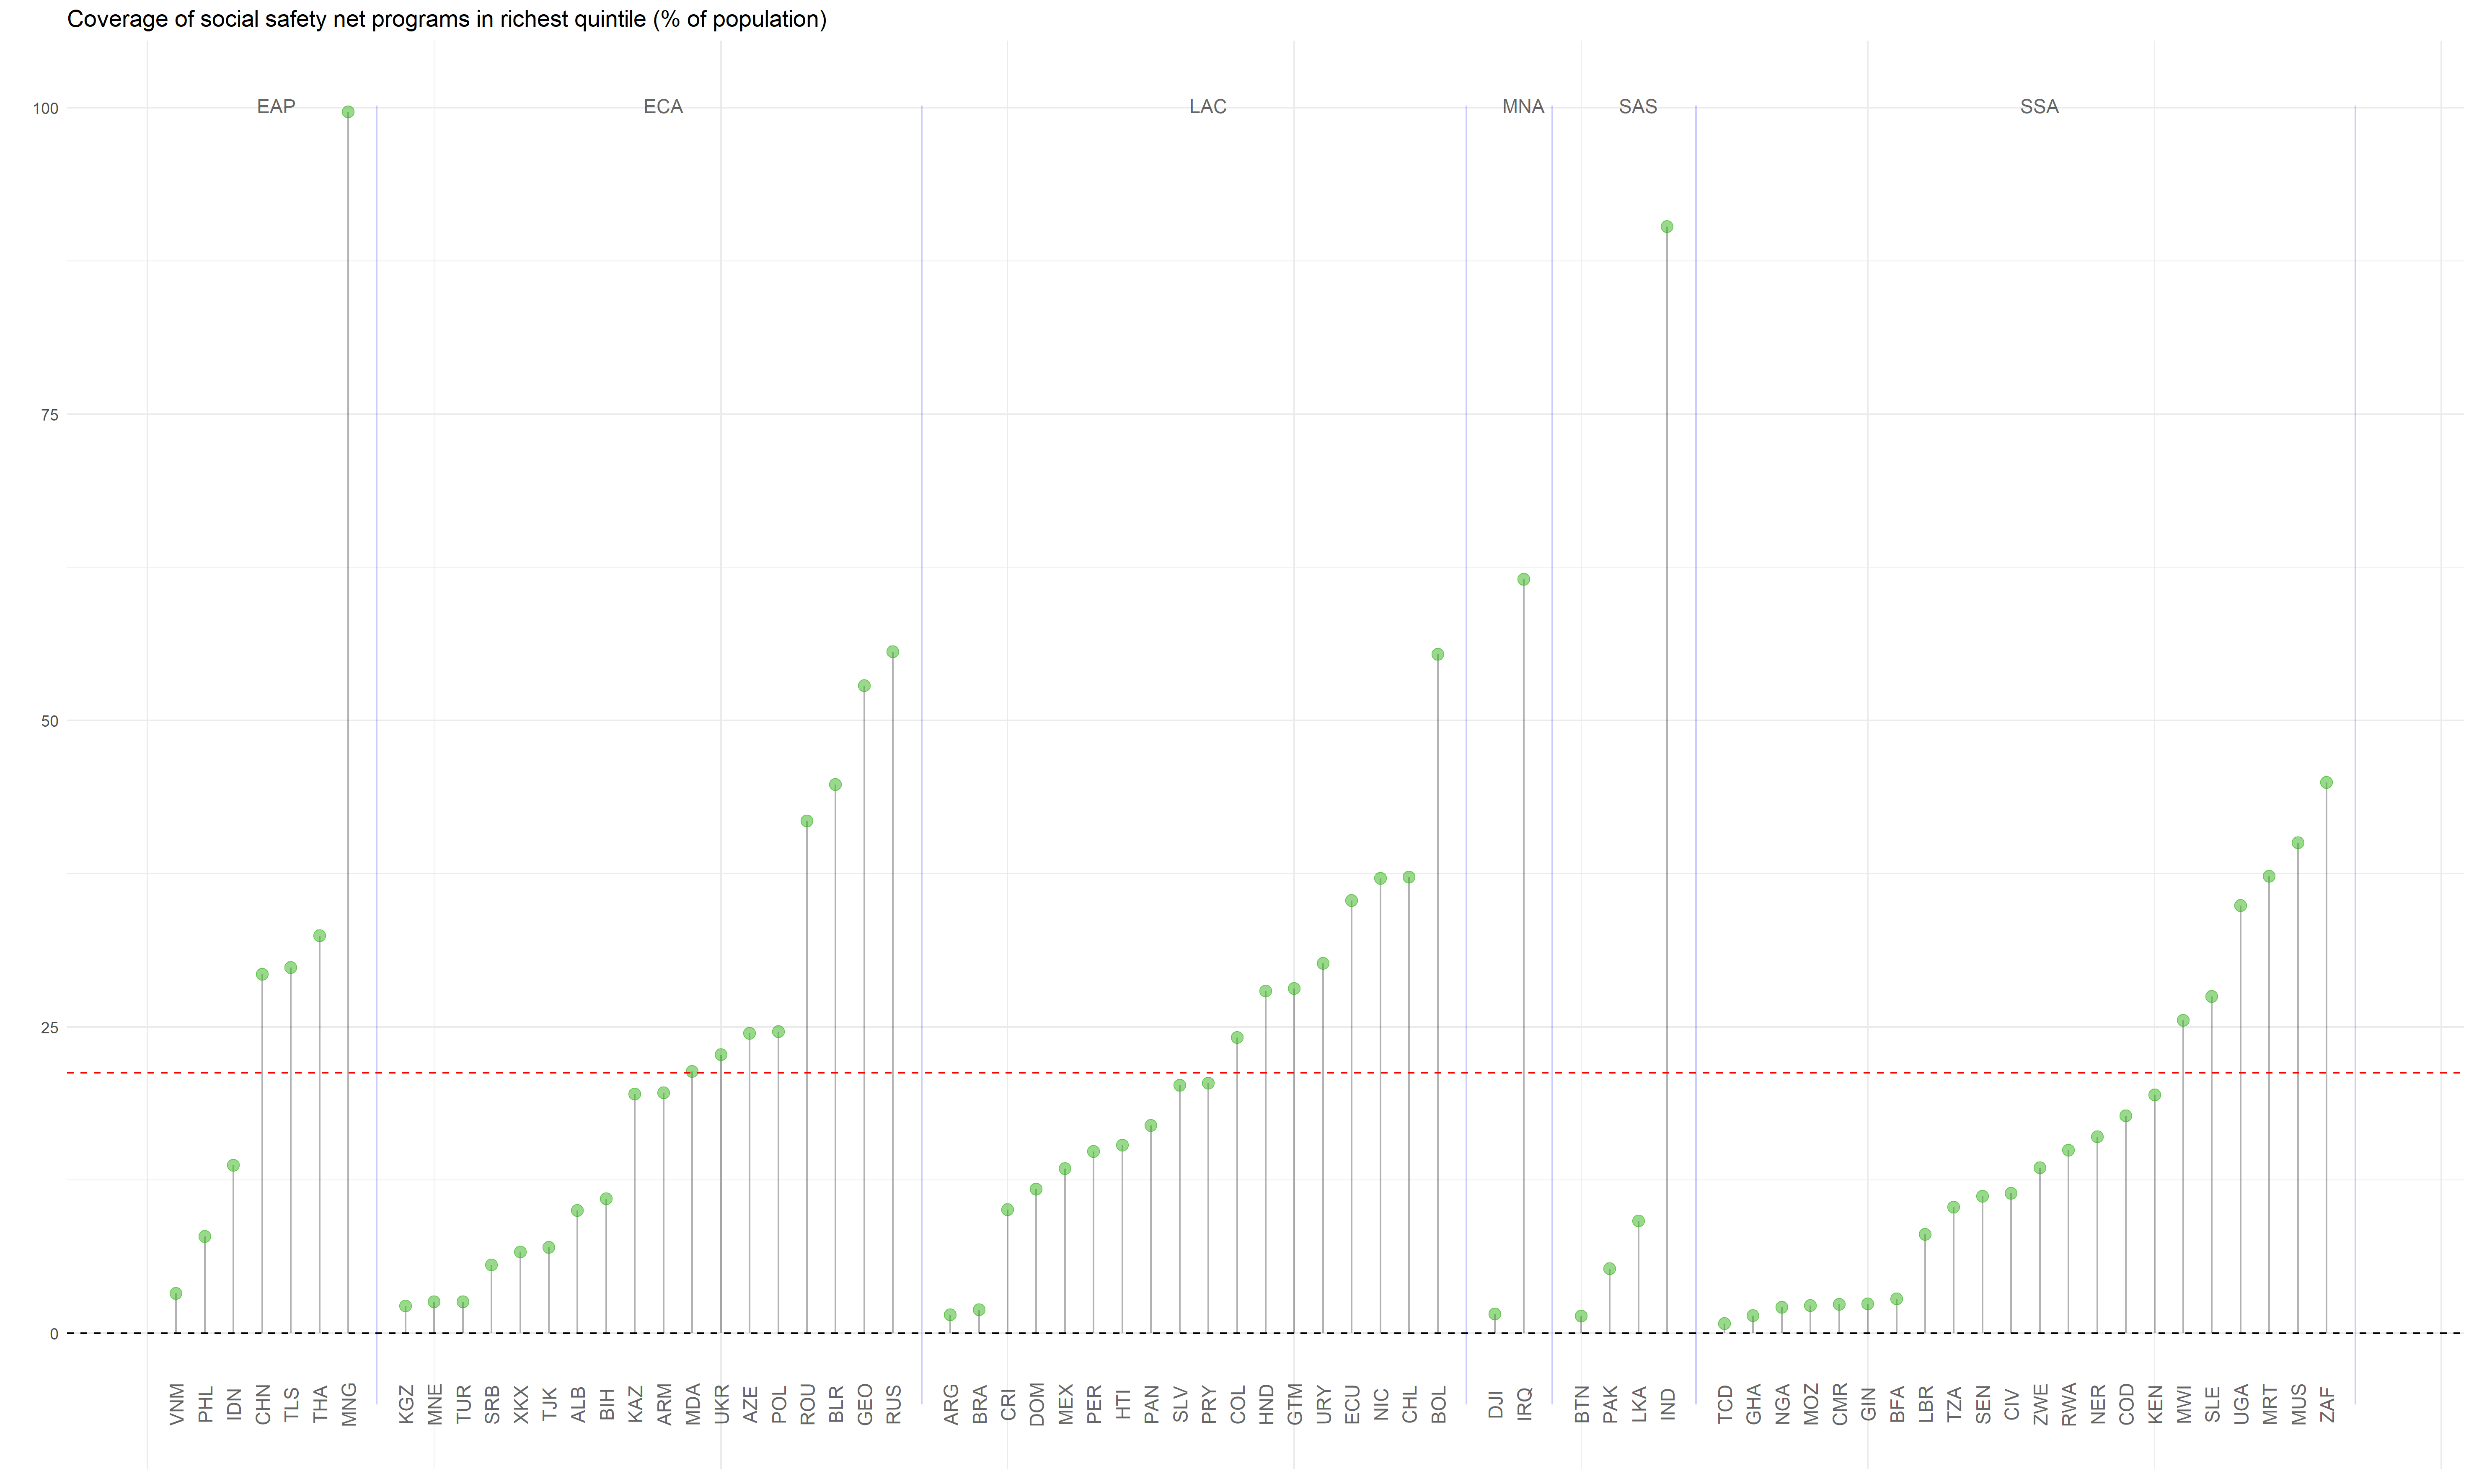 Coverage of social safety net programs in richest quintile (% of population)
100
75
50
25
0
EAP ECA LAC MNA SAS SSA
VNM PHL IDN CHN TLS THA MNG KGZ MNE TUR SRB XKX TJK ALB BIH KAZ ARM MDA UKR AZE POL ROU BLR GEO RUS ARG BRA CRI DOM MEX PER HTI PAN SLV PRY COL HND GTM URY ECU NIC CHL BOL DJI IRQ BTN PAK LKA IND TCD GHA NGA MOZ CMR GIN BFA LBR TZA SEN CIV ZWE RWA NER COD KEN MWI SLE UGA MRT MUS ZAF